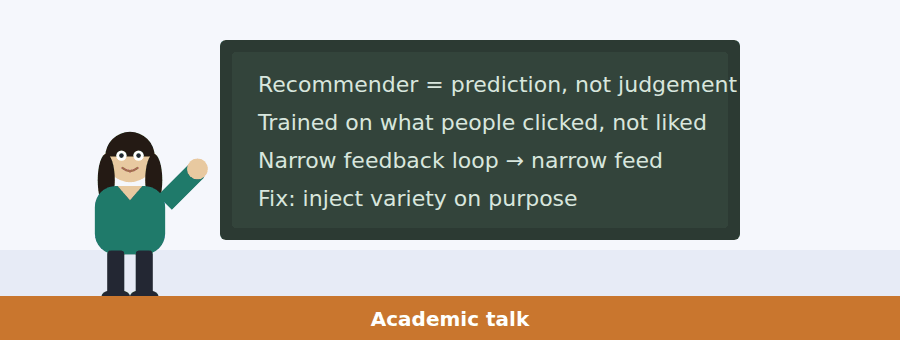 Recommender = prediction, not judgement
Trained on what people clicked, not liked
Narrow feedback loop → narrow feed
Fix: inject variety on purpose
Academic talk